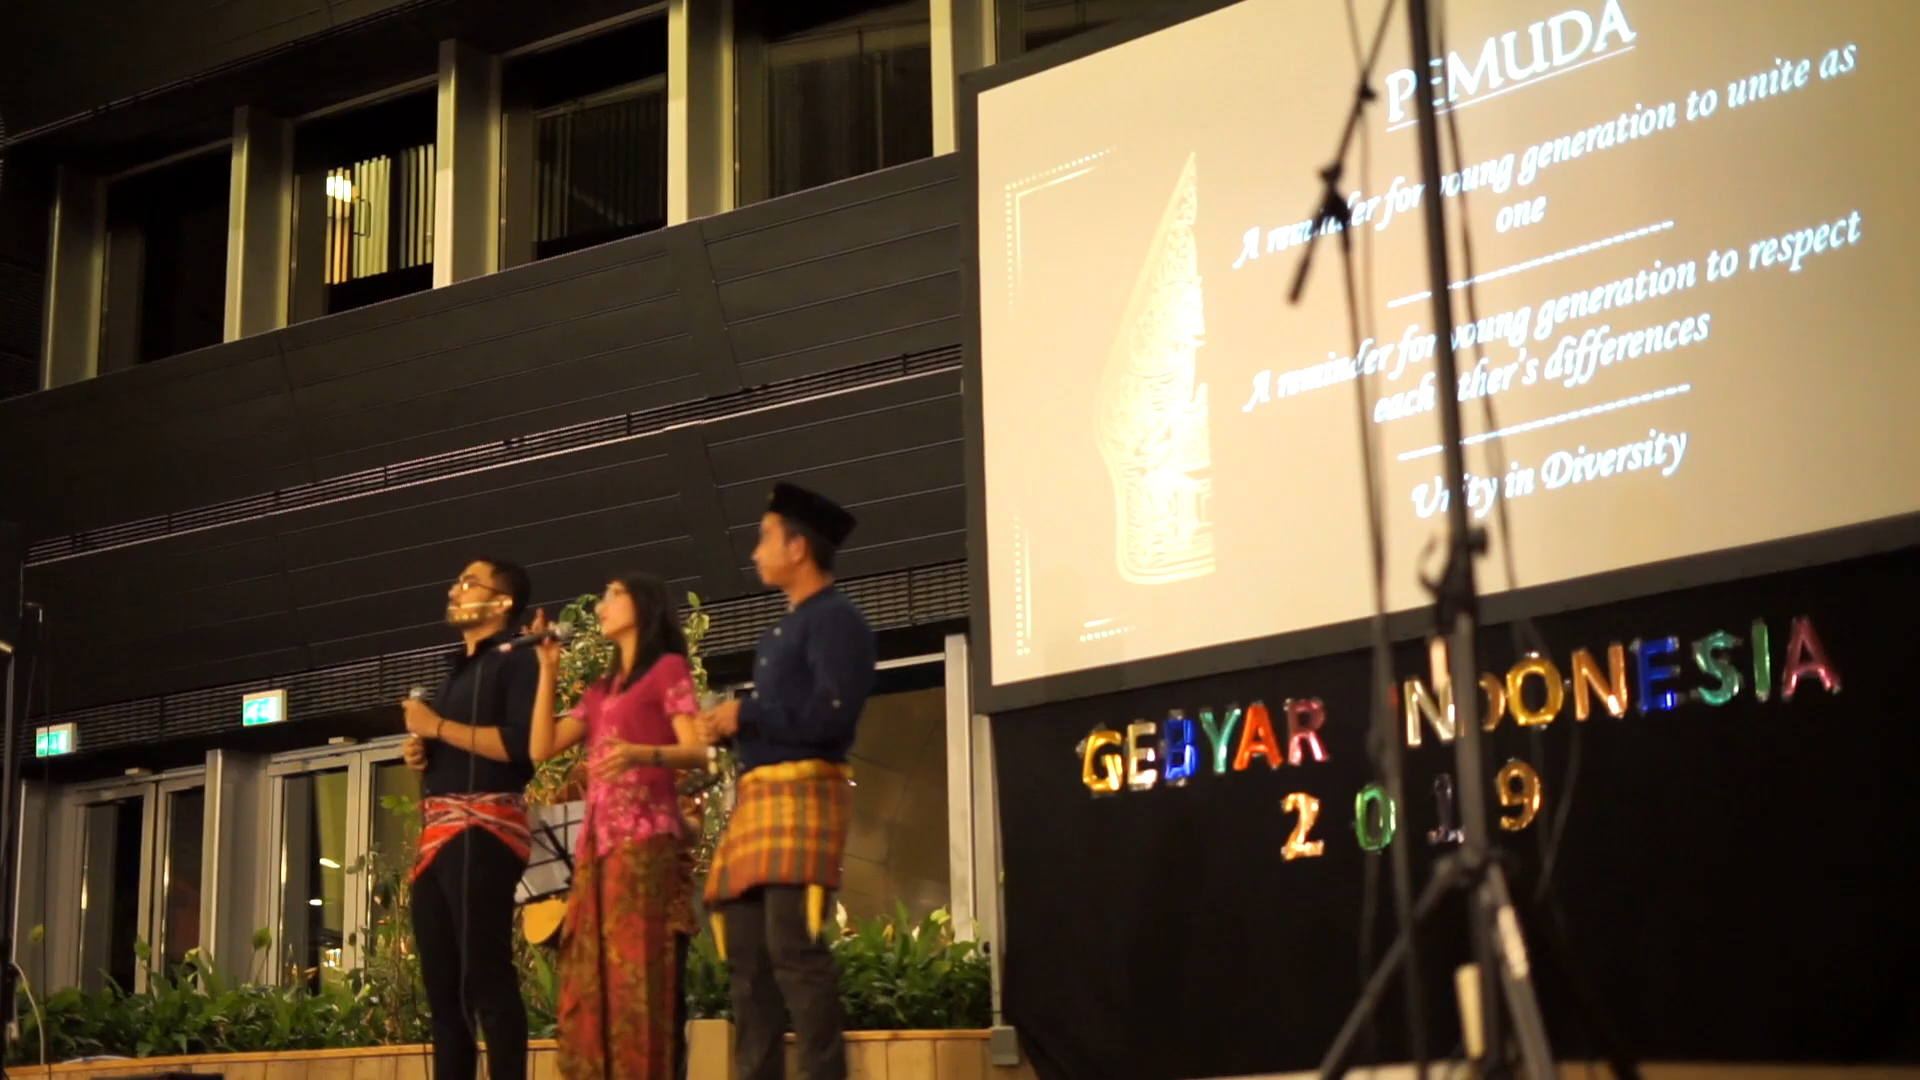 PEMUDA
A reminder for young generation to unite as
one
A reminder for young generation to respect
each other's differences
Unity in Diversity
GEBYAR INDONESIA
2019